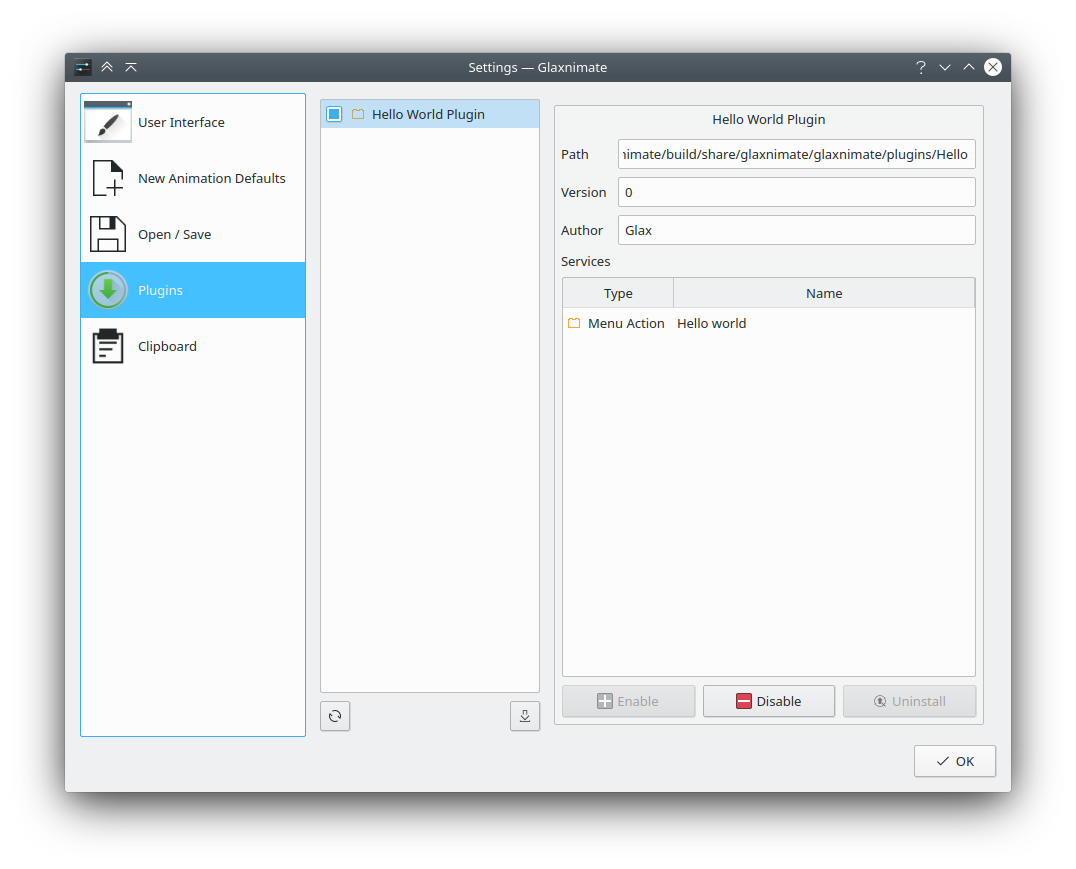 Settings — Glaxnimate
User Interface
New Animation Defaults
Open / Save
Plugins
Clipboard
Hello World Plugin
Hello World Plugin
Path
nimate/build/share/glaxnimate/glaxnimate/plugins/Hello
Version
0
Author
Glax
Services
Type Name
Menu Action Hello world
Enable
Disable
Uninstall
OK